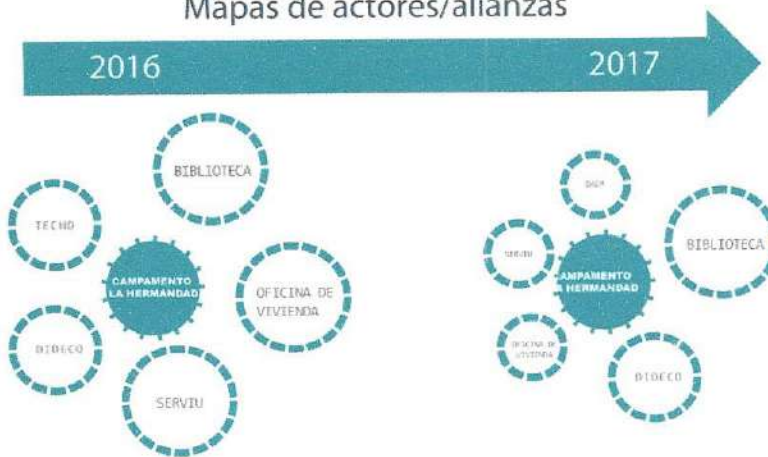 Mapas de actores/alianzas
2016
2017
BIBLIOTECA
TECHO
CAMPAMENTO
LA HERMANDAD
OFICINA DE
VIVIENDA
DIDECO
SERVIU
BIBLIOTECA
SERVIU
AMPAMENTO
A HERMANDAD
OFICINA DE
VIVIENDA
DIDECO